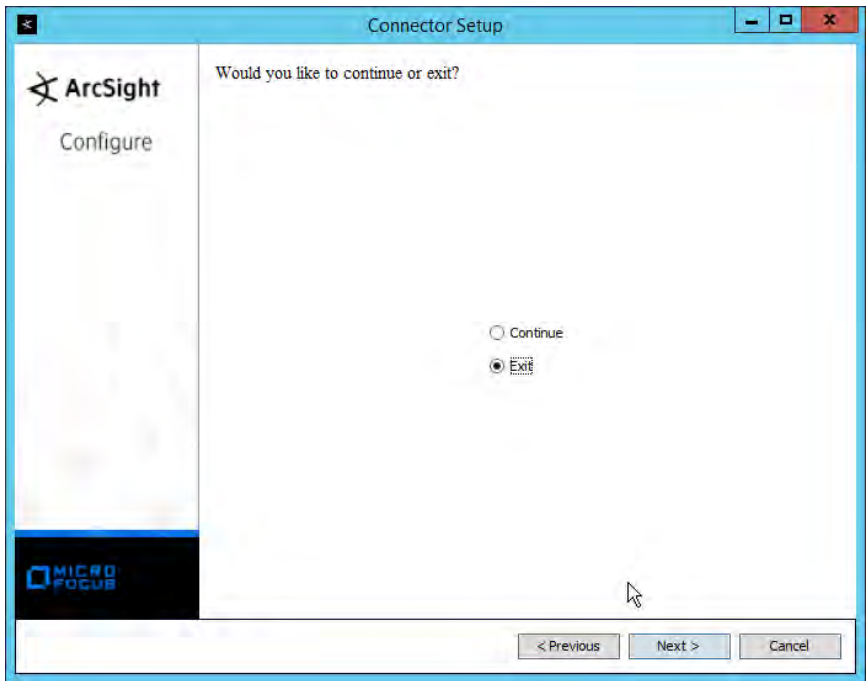 Connector Setup
ArcSight
Configure
Would you like to continue or exit?
Continue
Exit
MICRO
FOCUS
< Previous
Next >
Cancel